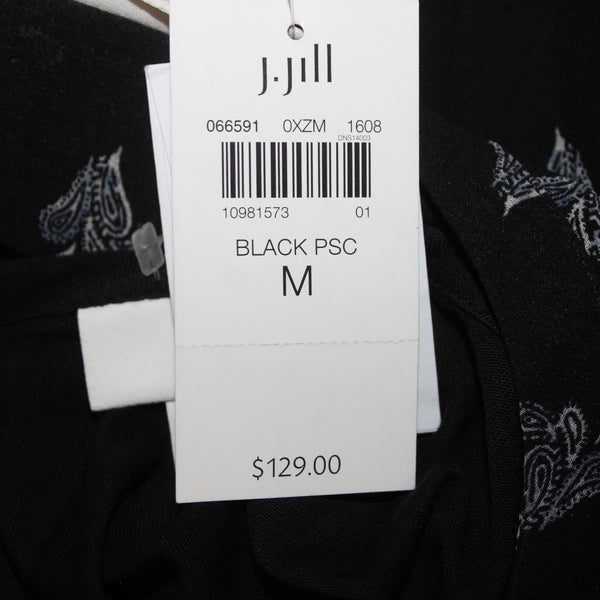 J.Jill
066591 0XZM 1608
DNS14003
10981573 01
BLACK PSC
M
$129.00